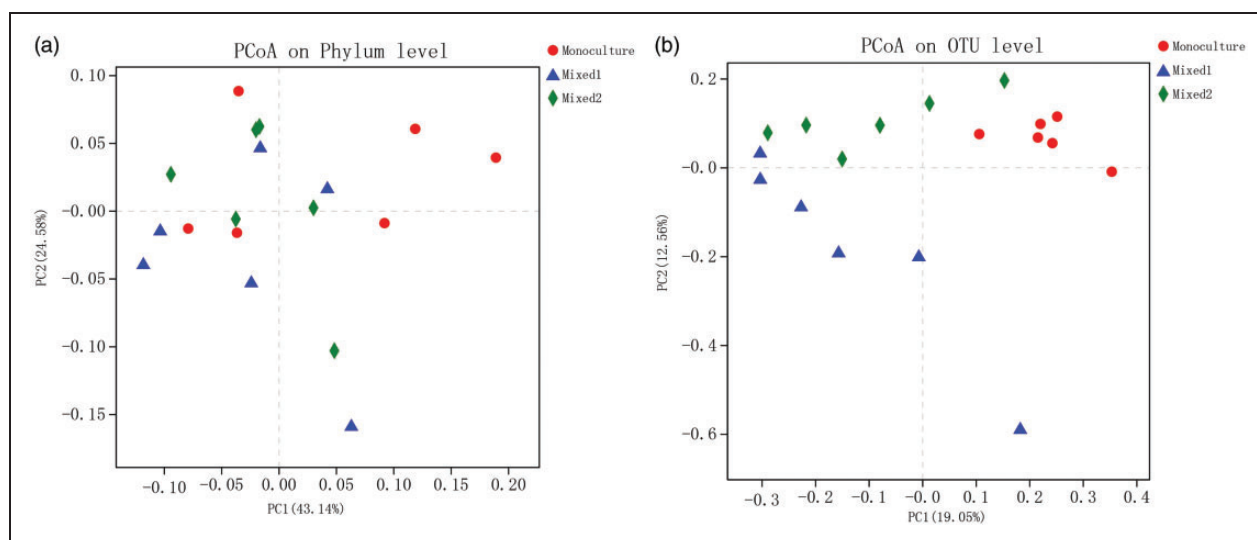 (a)
PCoA on Phylum level
Monoculture
Mixed1
Mixed2
0.10
0.05
-0.00
-0.05
-0.10
-0.15
PC2(24.58%)
-0.10 -0.05 0.00 0.05 0.10 0.15 0.20
PC1(43.14%)
(b)
PCoA on OTU level
Monoculture
Mixed1
Mixed2
0.2
-0.0
-0.2
-0.4
-0.6
PC2(12.56%)
-0.3 -0.2 -0.1 -0.0 0.1 0.2 0.3 0.4
PC1(19.05%)